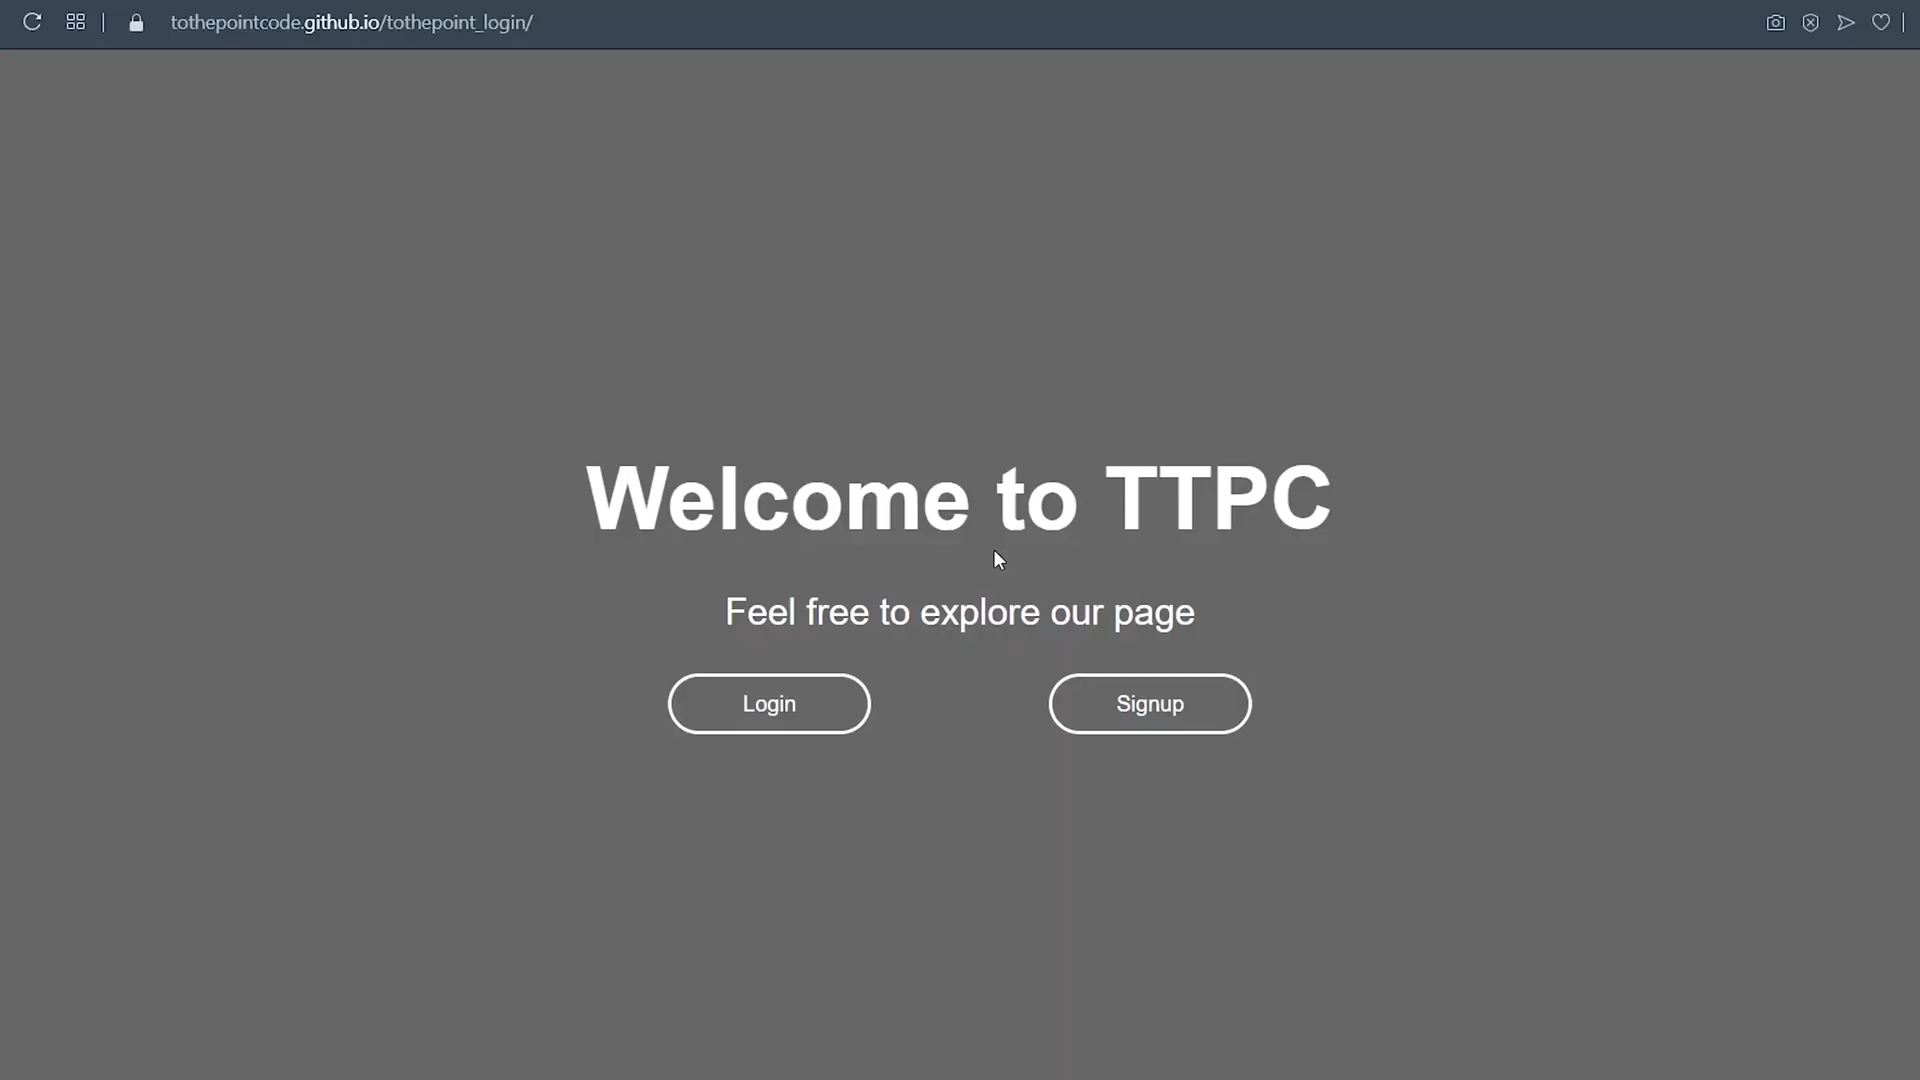 tothepointcode.github.io/tothepoint_login/
Welcome to TTPC
Feel free to explore our page
Login
Signup